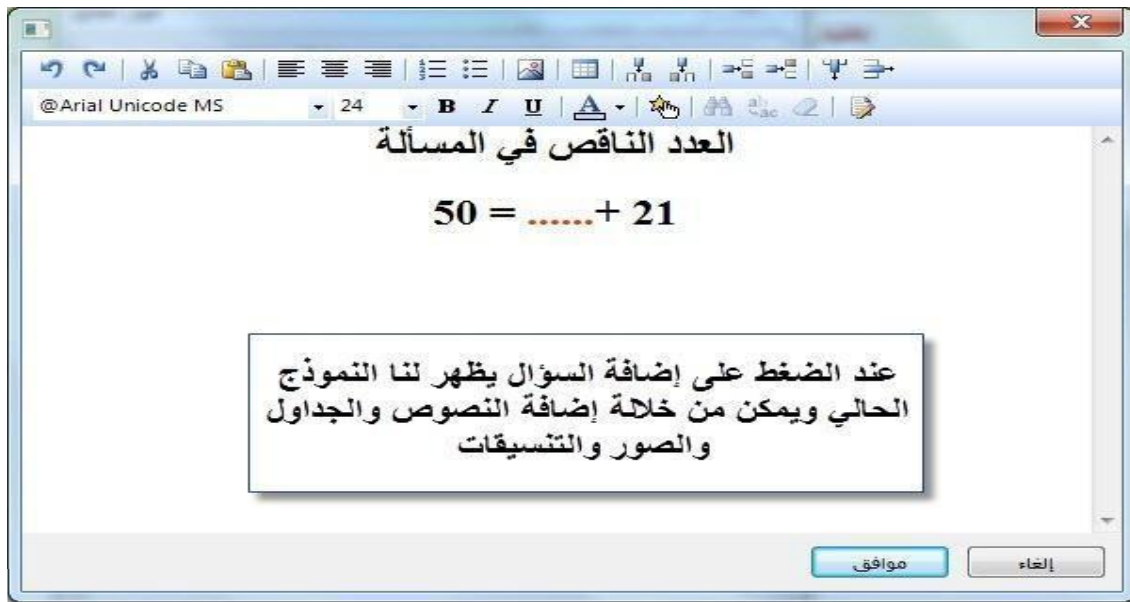 @Arial Unicode MS 24 B I U A
العدد الناقص في المسألة
50 = ......+ 21
عند الضغط على إضافة السؤال يظهر لنا النموذج
الحالي ويمكن من خلالة إضافة النصوص والجداول
والصور والتنسيقات
موافق إلغاء